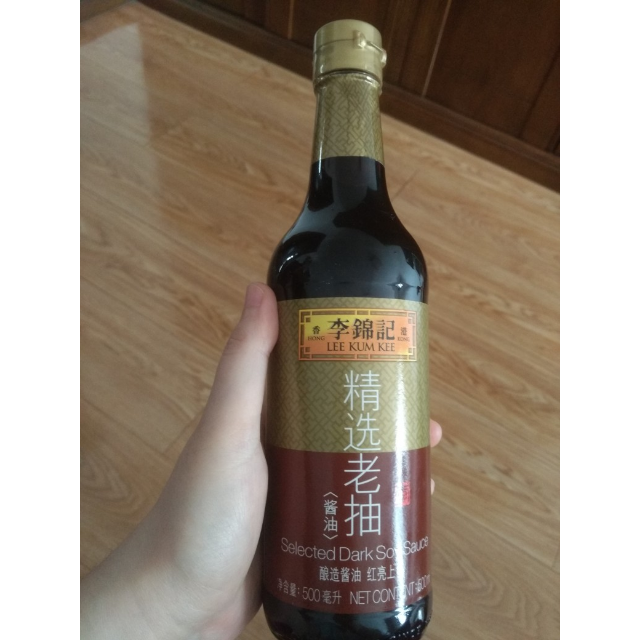 香 李錦記 港
HONG LEE KUM KEE KONG
精选老抽
〈酱油〉
Selected Dark Soy Sauce
酿造酱油 红亮上
净含量:500毫升 NET CONTENT:500m